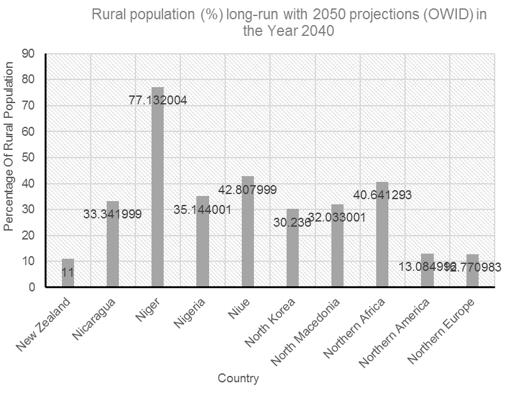 Rural population (%) long-run with 2050 projections (OWID) in
the Year 2040
Percentage Of Rural Population
90
80
70
60
50
40
30
20
10
0
11
33.341999
77.132004
35.144001
42.807999
30.236
32.033001
40.641293
12.770983
New Zealand
Nicaragua
Niger
Nigeria
Niue
North Korea
North Macedonia
Northern Africa
Northern America
Northern Europe
Country